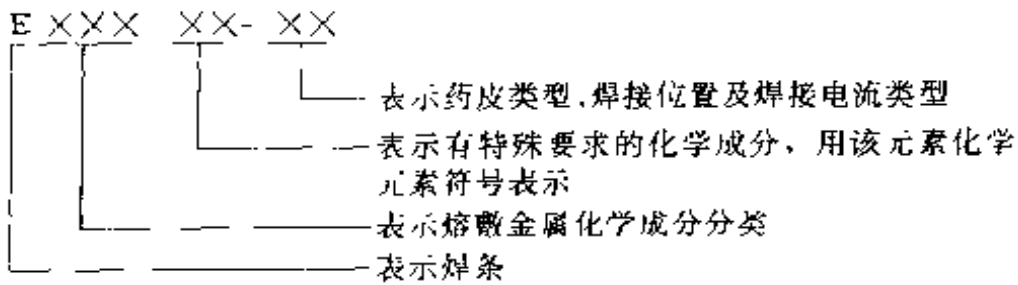 E ××× ××- ××
表示药皮类型,焊接位置及焊接电流类型
表示有特殊要求的化学成分、用该元素化学
元素符号表示
表示熔敷金属化学成分分类
表示焊条